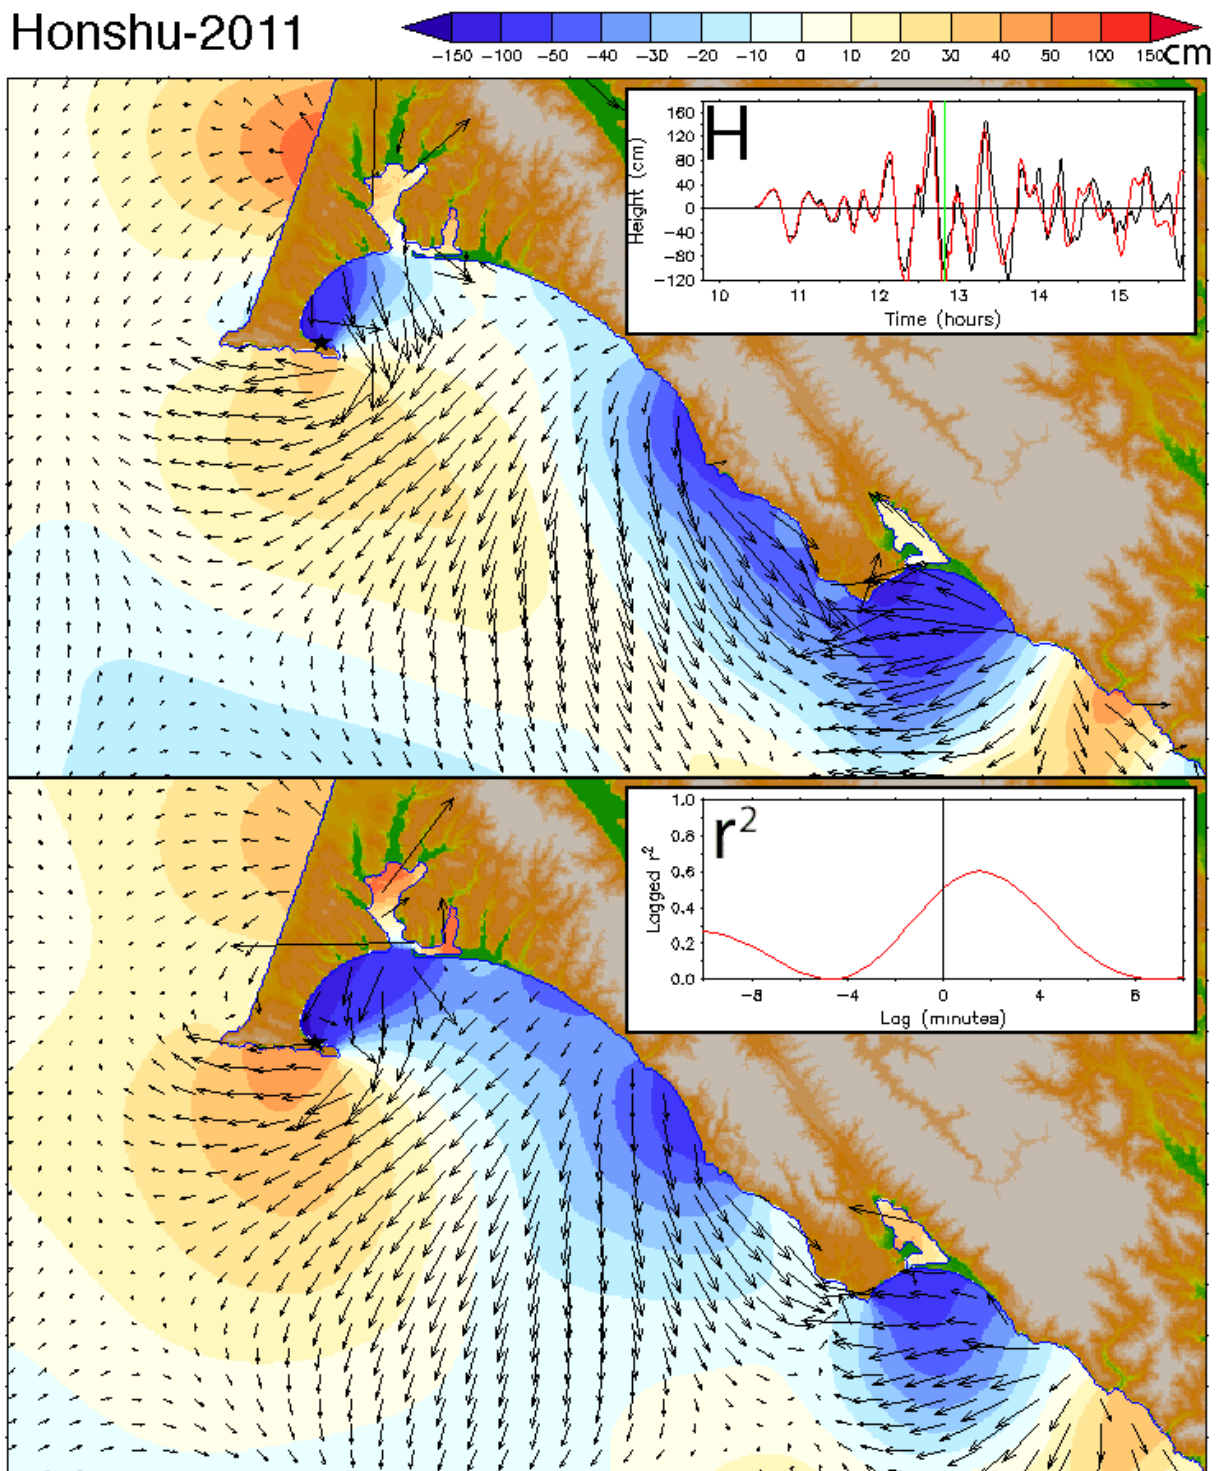 Honshu-2011
-150 -100 -50 -40 -30 -20 -10 0 10 20 30 40 50 100 150 cm
H
Height (cm)
160
120
80
40
0
-40
-80
-120
10 11 12 13 14 15
Time (hours)
r²
Lagged r²
1.0
0.8
0.6
0.4
0.2
0.0
-8 -4 0 4 8
Lag (minutes)